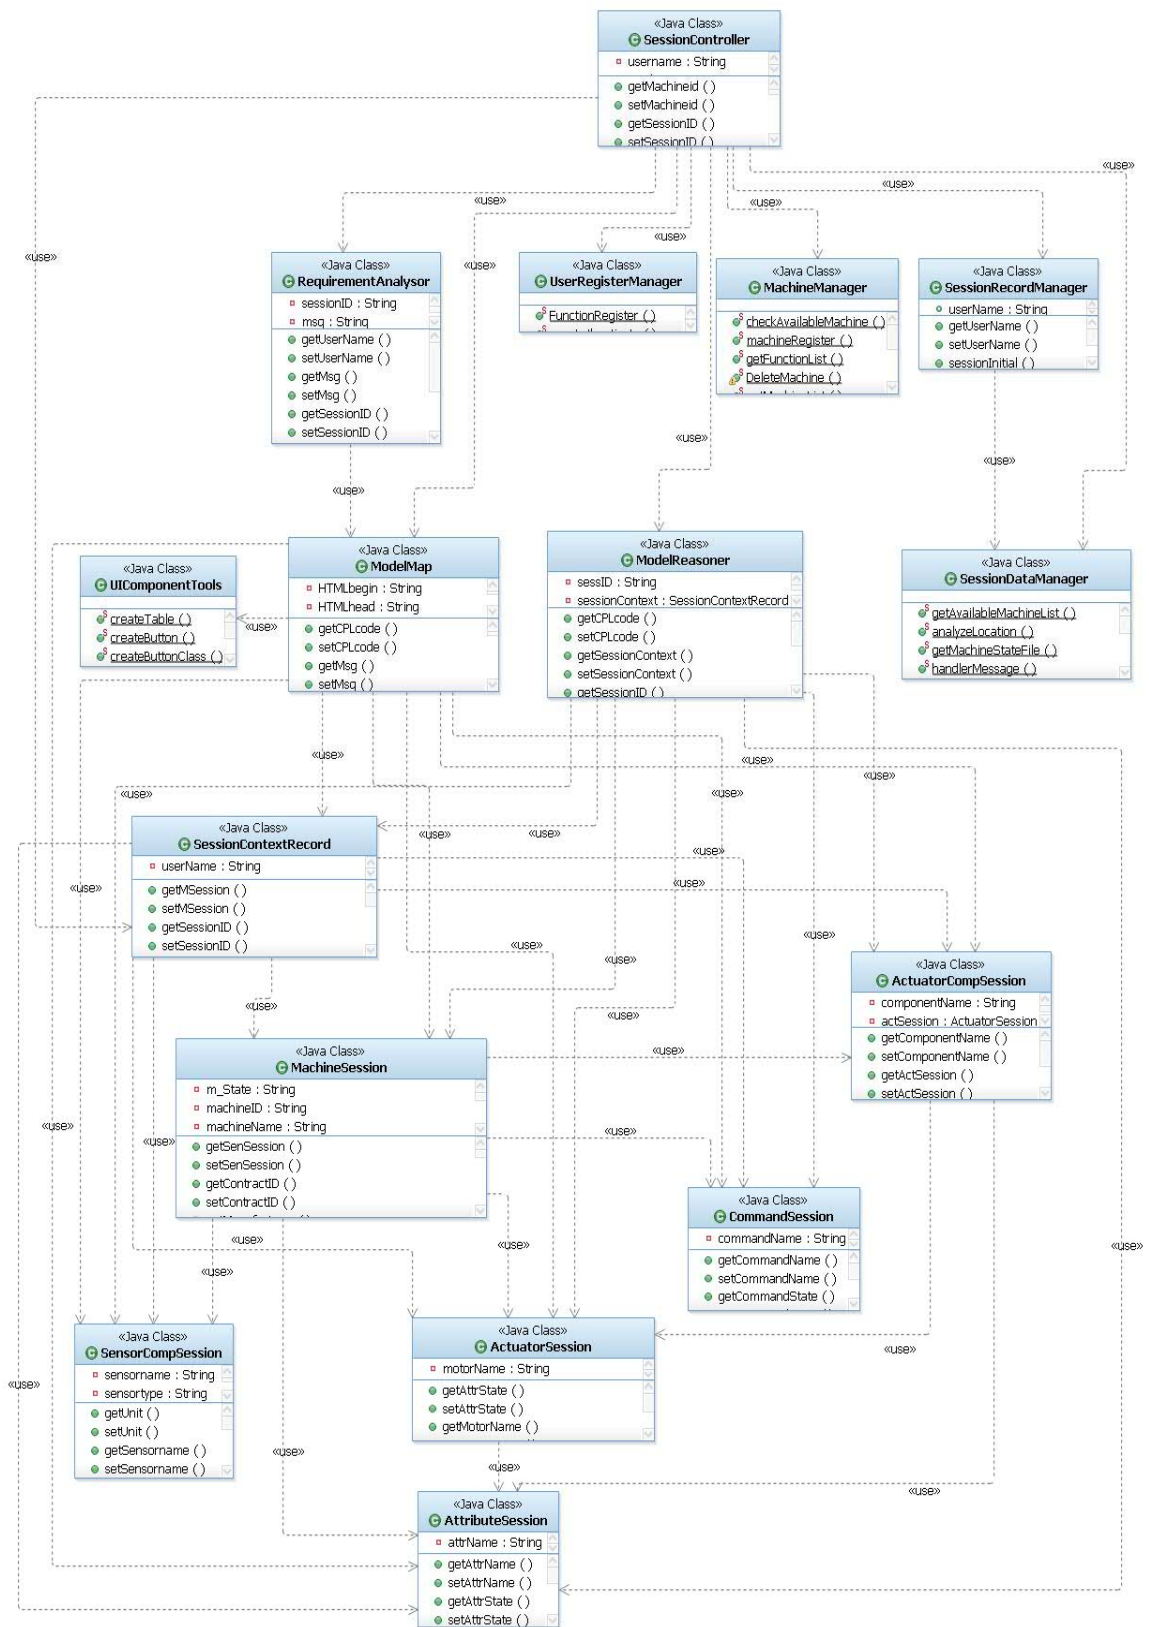 «Java Class»
SessionController
username : String
getMachineid ( )
setMachineid ( )
getSessionID ( )
setSessionID ( )
«use»
«use»
«use»
«use»
«use»
«use»
«use»
«use»
«Java Class»
RequirementAnalysor
sessionID : String
msg : String
getUserName ( )
setUserName ( )
getMsg ( )
setMsg ( )
getSessionID ( )
setSessionID ( )
«Java Class»
UserRegisterManager
FunctionRegister ( )
«Java Class»
MachineManager
checkAvailableMachine ( )
machineRegister ( )
getFunctionList ( )
DeleteMachine ( )
«Java Class»
SessionRecordManager
userName : String
getUserName ( )
setUserName ( )
sessionInitial ( )
«use»
«use»
«Java Class»
UIComponentTools
createTable ( )
createButton ( )
createButtonClass ( )
«use»
«Java Class»
ModelMap
HTMLbegin : String
HTMLhead : String
getCPLcode ( )
setCPLcode ( )
getMsg ( )
setMsg ( )
«Java Class»
ModelReasoner
sessID : String
sessionContext : SessionContextRecord
getCPLcode ( )
setCPLcode ( )
getSessionContext ( )
setSessionContext ( )
getSessionID ( )
«Java Class»
SessionDataManager
getAvailableMachineList ( )
analyzeLocation ( )
getMachineStateFile ( )
handlerMessage ( )
«use»
«use»
«use»
«use»
«use»
«use»
«use»
«Java Class»
SessionContextRecord
userName : String
getMSession ( )
setMSession ( )
getSessionID ( )
setSessionID ( )
«use»
«use»
«use»
«use»
«use»
«use»
«use»
«Java Class»
ActuatorCompSession
componentName : String
actSession : ActuatorSession
getComponentName ( )
setComponentName ( )
getActSession ( )
setActSession ( )
«Java Class»
MachineSession
m_State : String
machineID : String
machineName : String
getSenSession ( )
setSenSession ( )
getContractID ( )
setContractID ( )
«use»
«use»
«use»
«use»
«Java Class»
CommandSession
commandName : String
getCommandName ( )
setCommandName ( )
getCommandState ( )
«use»
«use»
«use»
«use»
«Java Class»
SensorCompSession
sensorname : String
sensortype : String
getUnit ( )
setUnit ( )
getSensorname ( )
setSensorname ( )
«Java Class»
ActuatorSession
motorName : String
getAttrState ( )
setAttrState ( )
getMotorName ( )
«use»
«use»
«use»
«use»
«use»
«Java Class»
AttributeSession
attrName : String
getAttrName ( )
setAttrName ( )
getAttrState ( )
setAttrState ( )